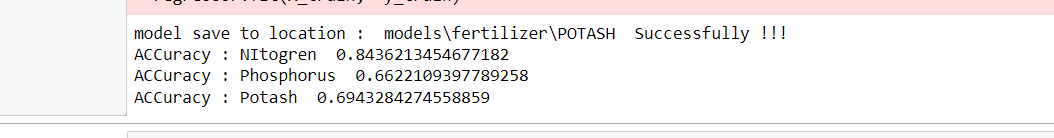 model save to location :  models\fertilizer\POTASH  Successfully !!!
ACCuracy : NItogren  0.8436213454677182
ACCuracy : Phosphorus  0.6622109397789258
ACCuracy : Potash  0.6943284274558859